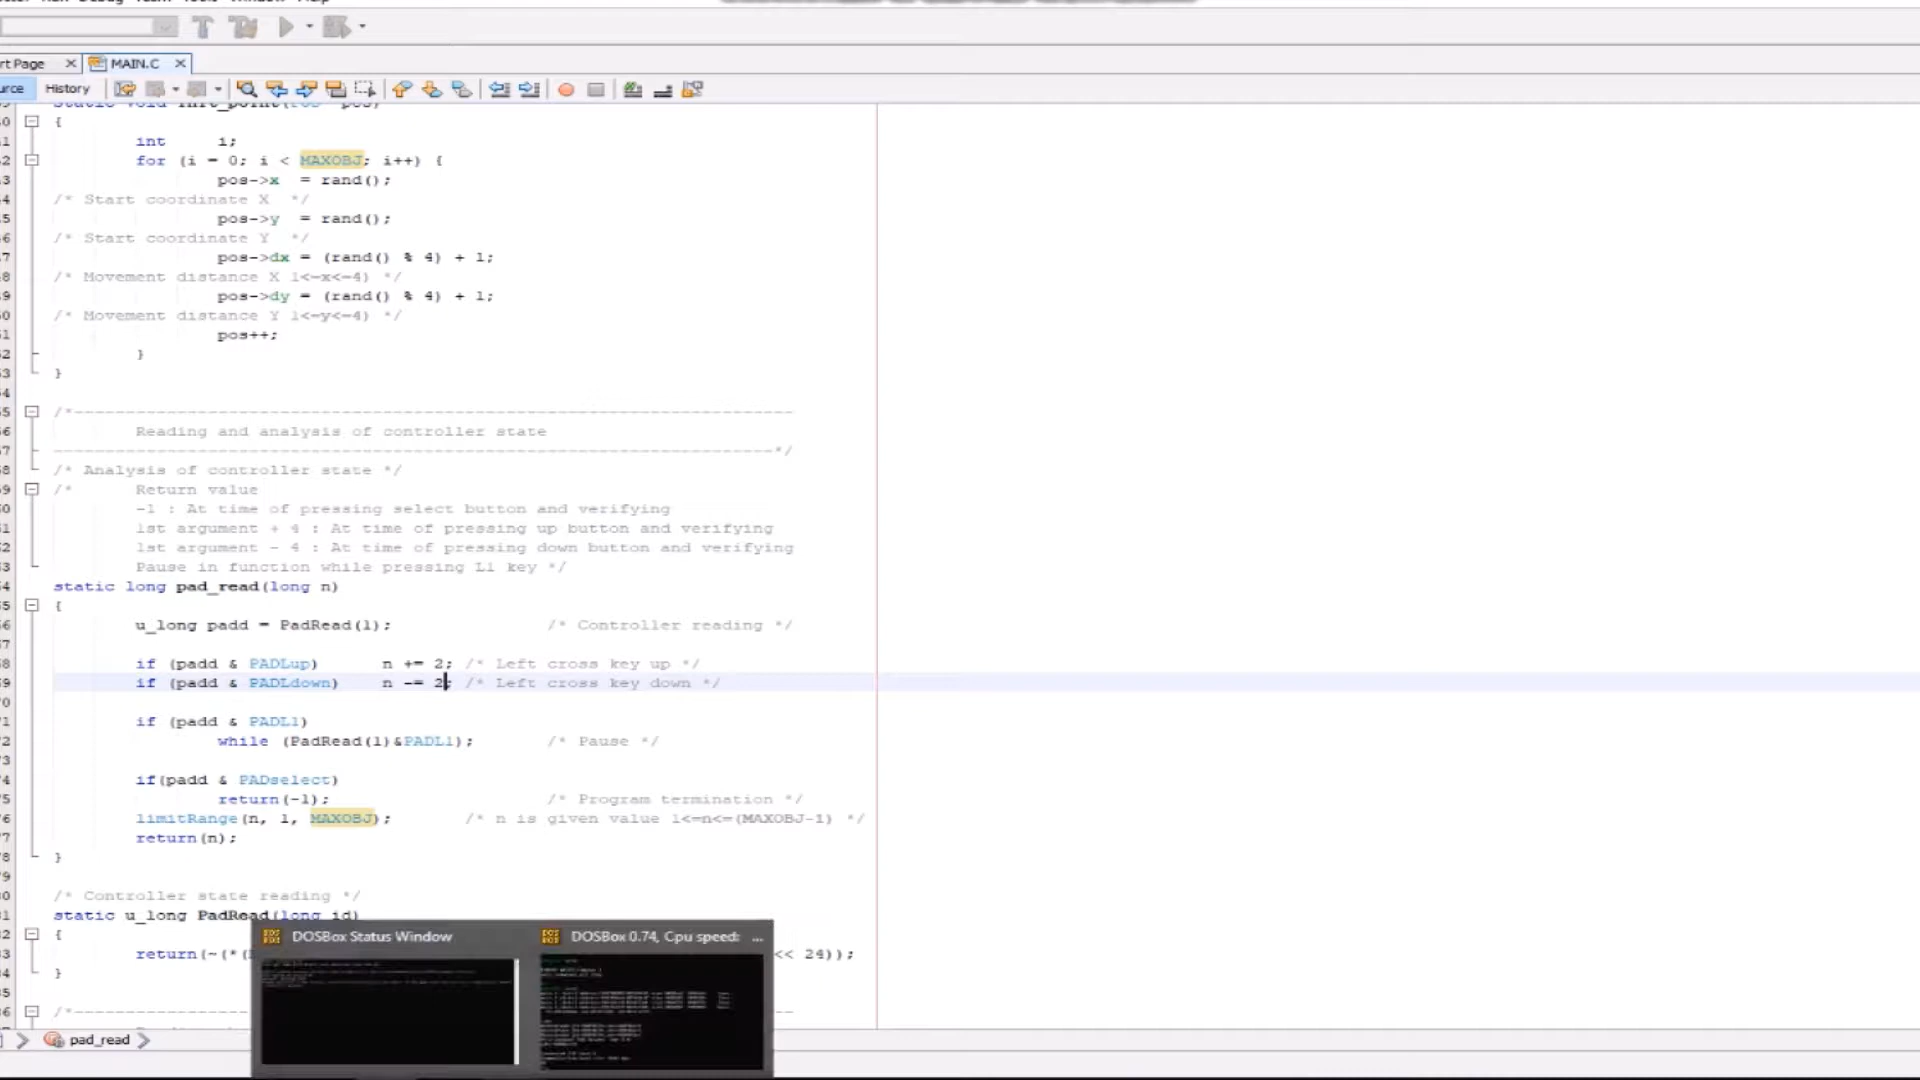 rt Page MAIN.C
urce History
int i;
for (i = 0; i < MAXOBJ; i++) {
pos->x = rand();
/* Start coordinate X */
pos->y = rand();
/* Start coordinate Y */
pos->dx = (rand() % 4) + 1;
/* Movement distance X 1<=x<=4) */
pos->dy = (rand() % 4) + 1;
/* Movement distance Y 1<=y<=4) */
pos++;
}
}
/*----------------------------------------------------------------------
Reading and analysis of controller state
----------------------------------------------------------------------*/
/* Analysis of controller state */
/* Return value
-1 : At time of pressing select button and verifying
1st argument + 4 : At time of pressing up button and verifying
1st argument - 4 : At time of pressing down button and verifying
Pause in function while pressing L1 key */
static long pad_read(long n)
{
u_long padd = PadRead(1); /* Controller reading */
if (padd & PADLup) n += 2; /* Left cross key up */
if (padd & PADLdown) n -= 2; /* Left cross key down */
if (padd & PADL1)
while (PadRead(1)&PADL1); /* Pause */
if(padd & PADselect)
return(-1); /* Program termination */
limitRange(n, 1, MAXOBJ); /* n is given value 1<=n<=(MAXOBJ-1) */
return(n);
}
/* Controller state reading */
static u_long PadRead(long id)
{
return(~(*( << 24));
}
DOSBox Status Window
DOSBox 0.74, Cpu speed: ...
/*---
pad_read